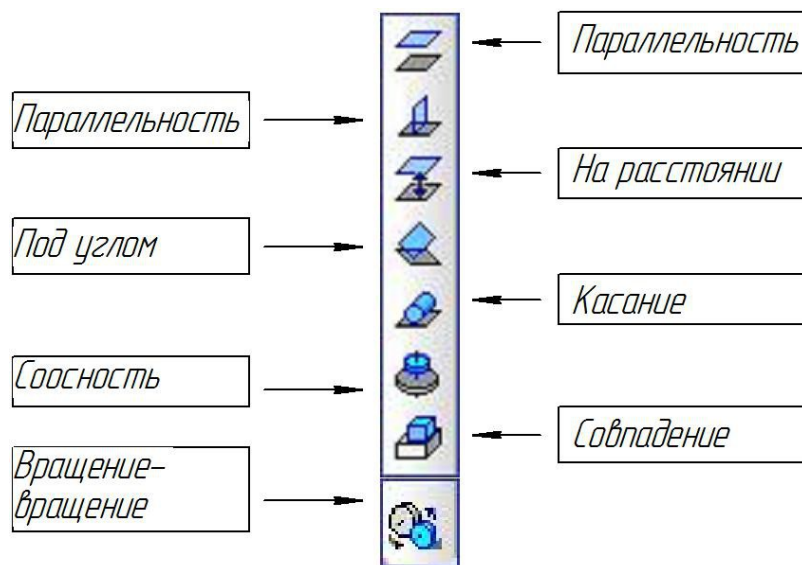 Параллельность
Параллельность
На расстоянии
Под углом
Касание
Соосность
Совпадение
Вращение-
вращение